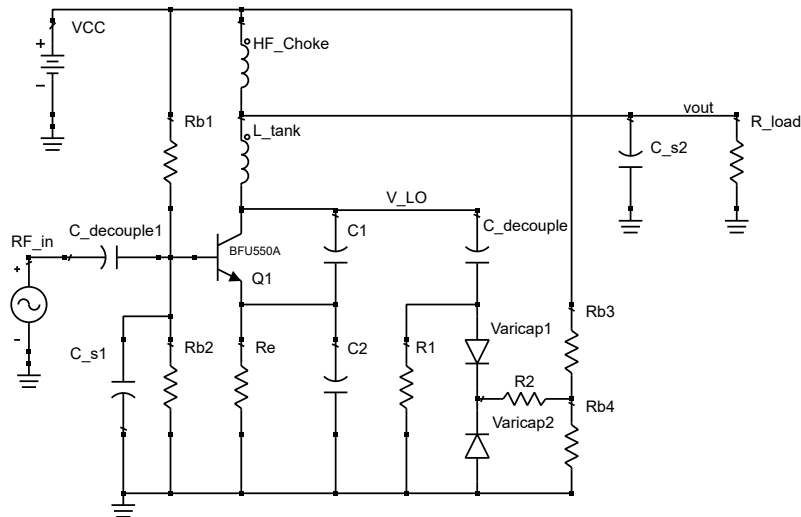 VCC
HF_Choke
vout
Rb1
L_tank
C_s2
R_load
V_LO
C_decouple1
C1
C_decouple
RF_in
BFU550A
Q1
+
-
+
-
Rb3
Varicap1
C_s1
Rb2
Re
C2
R1
R2
Rb4
Varicap2